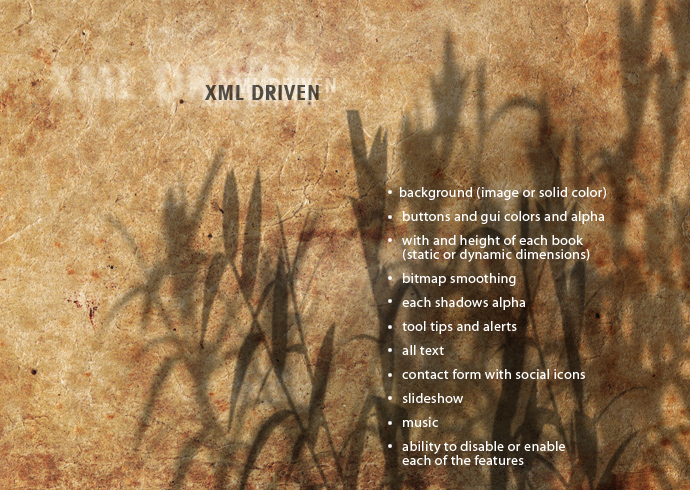 XML DRIVEN
XML DRIVEN
• background (image or solid color)
• buttons and gui colors and alpha
• with and height of each book
(static or dynamic dimensions)
• bitmap smoothing
• each shadows alpha
• tool tips and alerts
• all text
• contact form with social icons
• slideshow
• music
• ability to disable or enable
each of the features